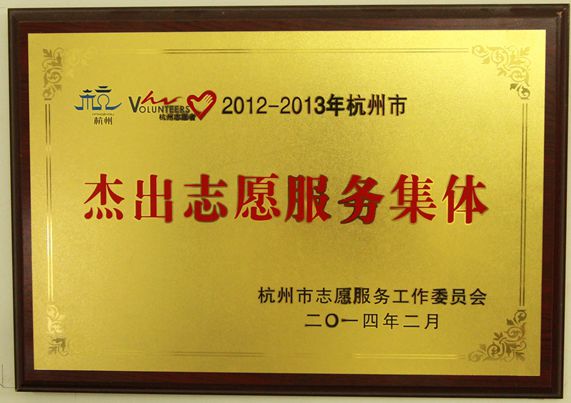 杭州
VOLUNTEERS
杭州志愿者
2012-2013年杭州市
杰出志愿服务集体
杭州市志愿服务工作委员会
二〇一四年二月